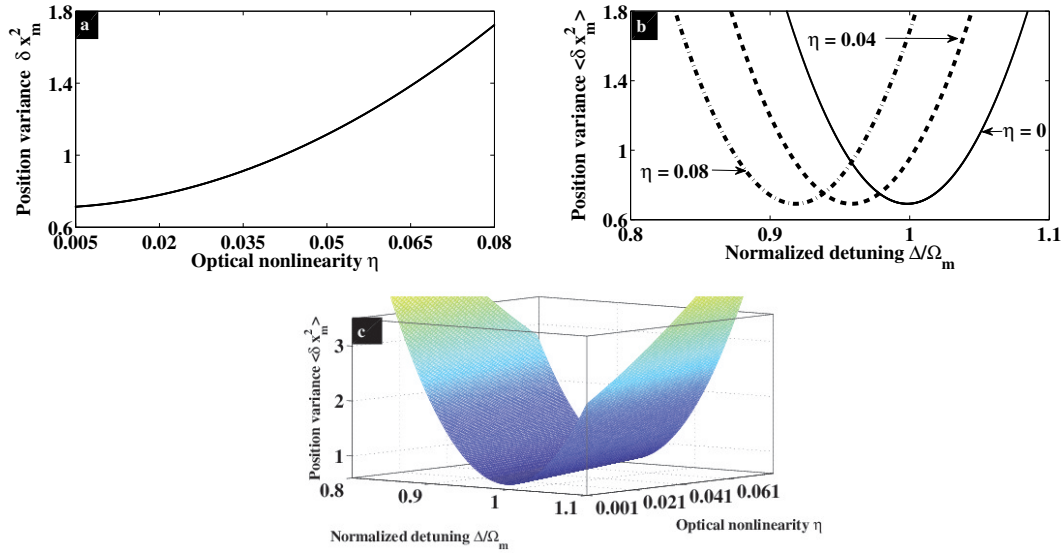 a
Position variance δ x²ₘ
1.8
1.4
1
0.6
0.005 0.02 0.035 0.05 0.065 0.08
Optical nonlinearity η
b
Position variance <δ x²ₘ>
1.8
1.4
1
0.6
η = 0.04
η = 0
η = 0.08
0.8 0.9 1 1.1
Normalized detuning Δ/Ωₘ
c
Position variance <δ x²ₘ>
3
2
1
0.8 0.9 1 1.1
0.001 0.021 0.041 0.061
Normalized detuning Δ/Ωₘ
Optical nonlinearity η